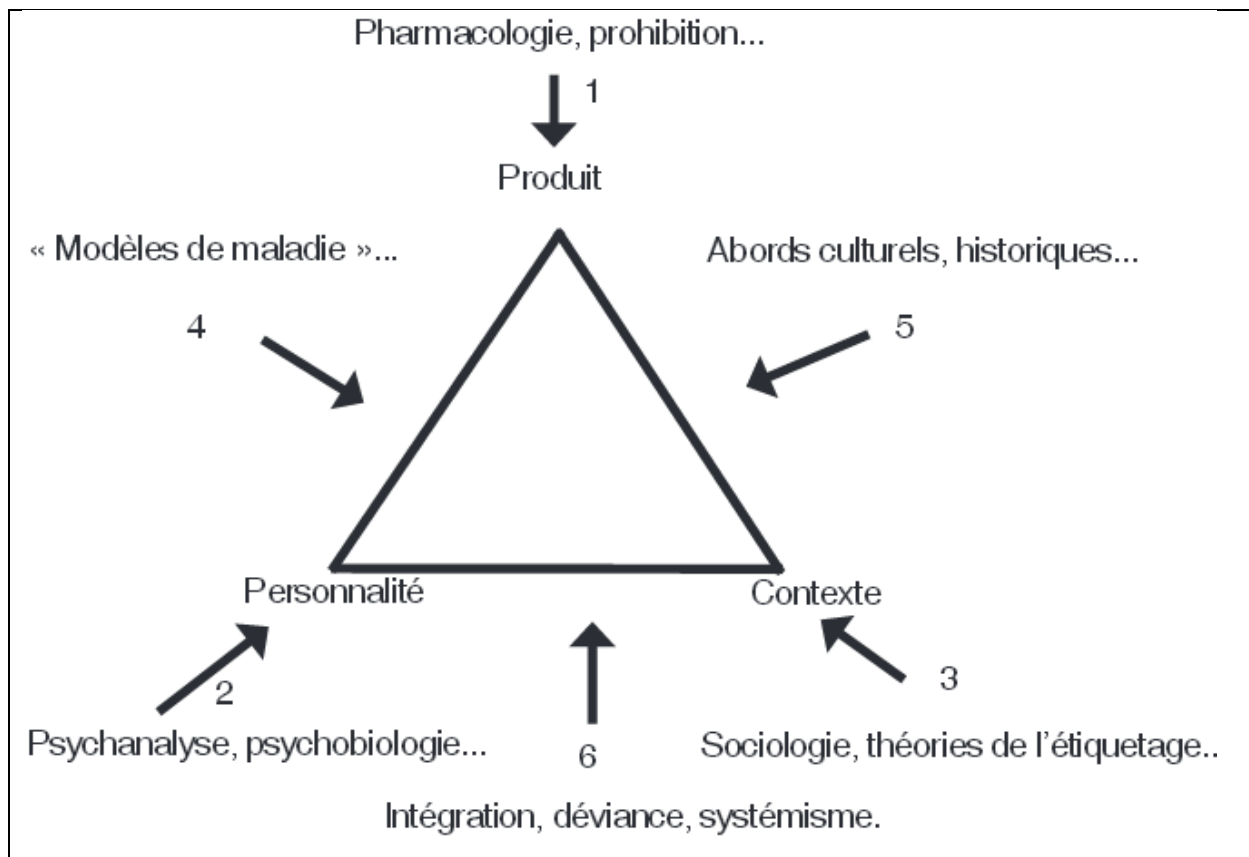 Pharmacologie, prohibition...
1
Produit
« Modèles de maladie »...
Abords culturels, historiques...
4
5
Personnalité
Contexte
2
3
Psychanalyse, psychobiologie...
6
Sociologie, théories de l'étiquetage..
Intégration, déviance, systémisme.